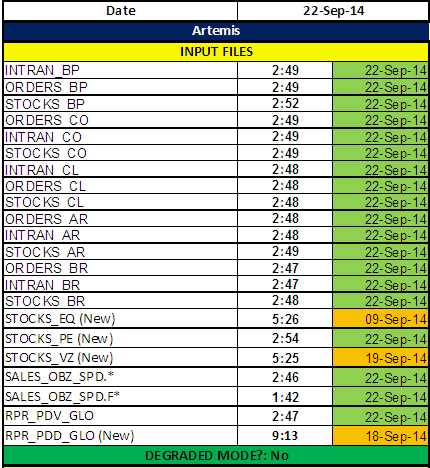 Date 22-Sep-14
Artemis
INPUT FILES
INTRAN_BP 2:49 22-Sep-14
ORDERS_BP 2:49 22-Sep-14
STOCKS_BP 2:52 22-Sep-14
ORDERS_CO 2:49 22-Sep-14
INTRAN_CO 2:49 22-Sep-14
STOCKS_CO 2:49 22-Sep-14
INTRAN_CL 2:48 22-Sep-14
ORDERS_CL 2:48 22-Sep-14
STOCKS_CL 2:48 22-Sep-14
ORDERS_AR 2:48 22-Sep-14
INTRAN_AR 2:48 22-Sep-14
STOCKS_AR 2:49 22-Sep-14
ORDERS_BR 2:47 22-Sep-14
INTRAN_BR 2:47 22-Sep-14
STOCKS_BR 2:48 22-Sep-14
STOCKS_EQ (New) 5:26 09-Sep-14
STOCKS_PE (New) 2:54 22-Sep-14
STOCKS_VZ (New) 5:25 19-Sep-14
SALES_OBZ_SPD.* 2:46 22-Sep-14
SALES_OBZ_SPD.F* 1:42 22-Sep-14
RPR_PDV_GLO 2:47 22-Sep-14
RPR_PDD_GLO (New) 9:13 18-Sep-14
DEGRADED MODE?: No